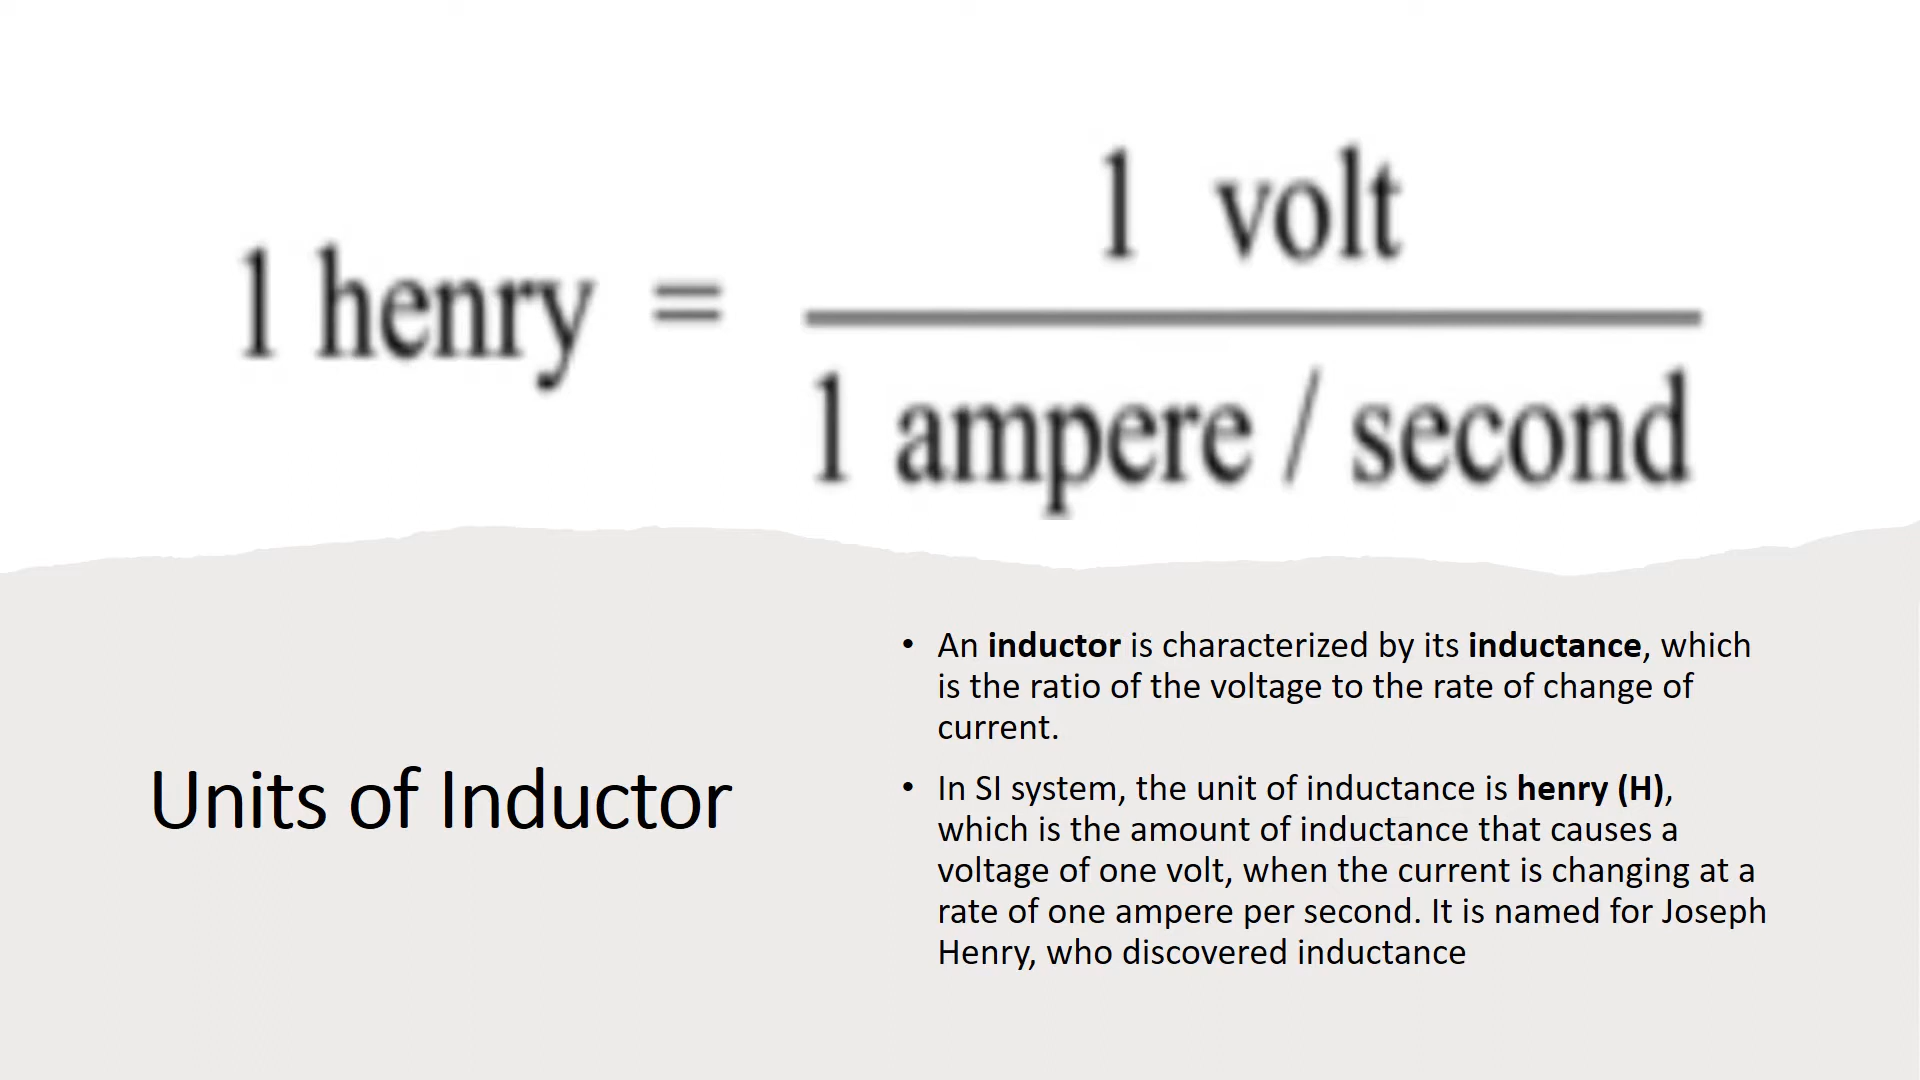 1 henry = 1 volt
1 ampere / second
Units of Inductor
• An inductor is characterized by its inductance, which
is the ratio of the voltage to the rate of change of
current.
• In SI system, the unit of inductance is henry (H),
which is the amount of inductance that causes a
voltage of one volt, when the current is changing at a
rate of one ampere per second. It is named for Joseph
Henry, who discovered inductance